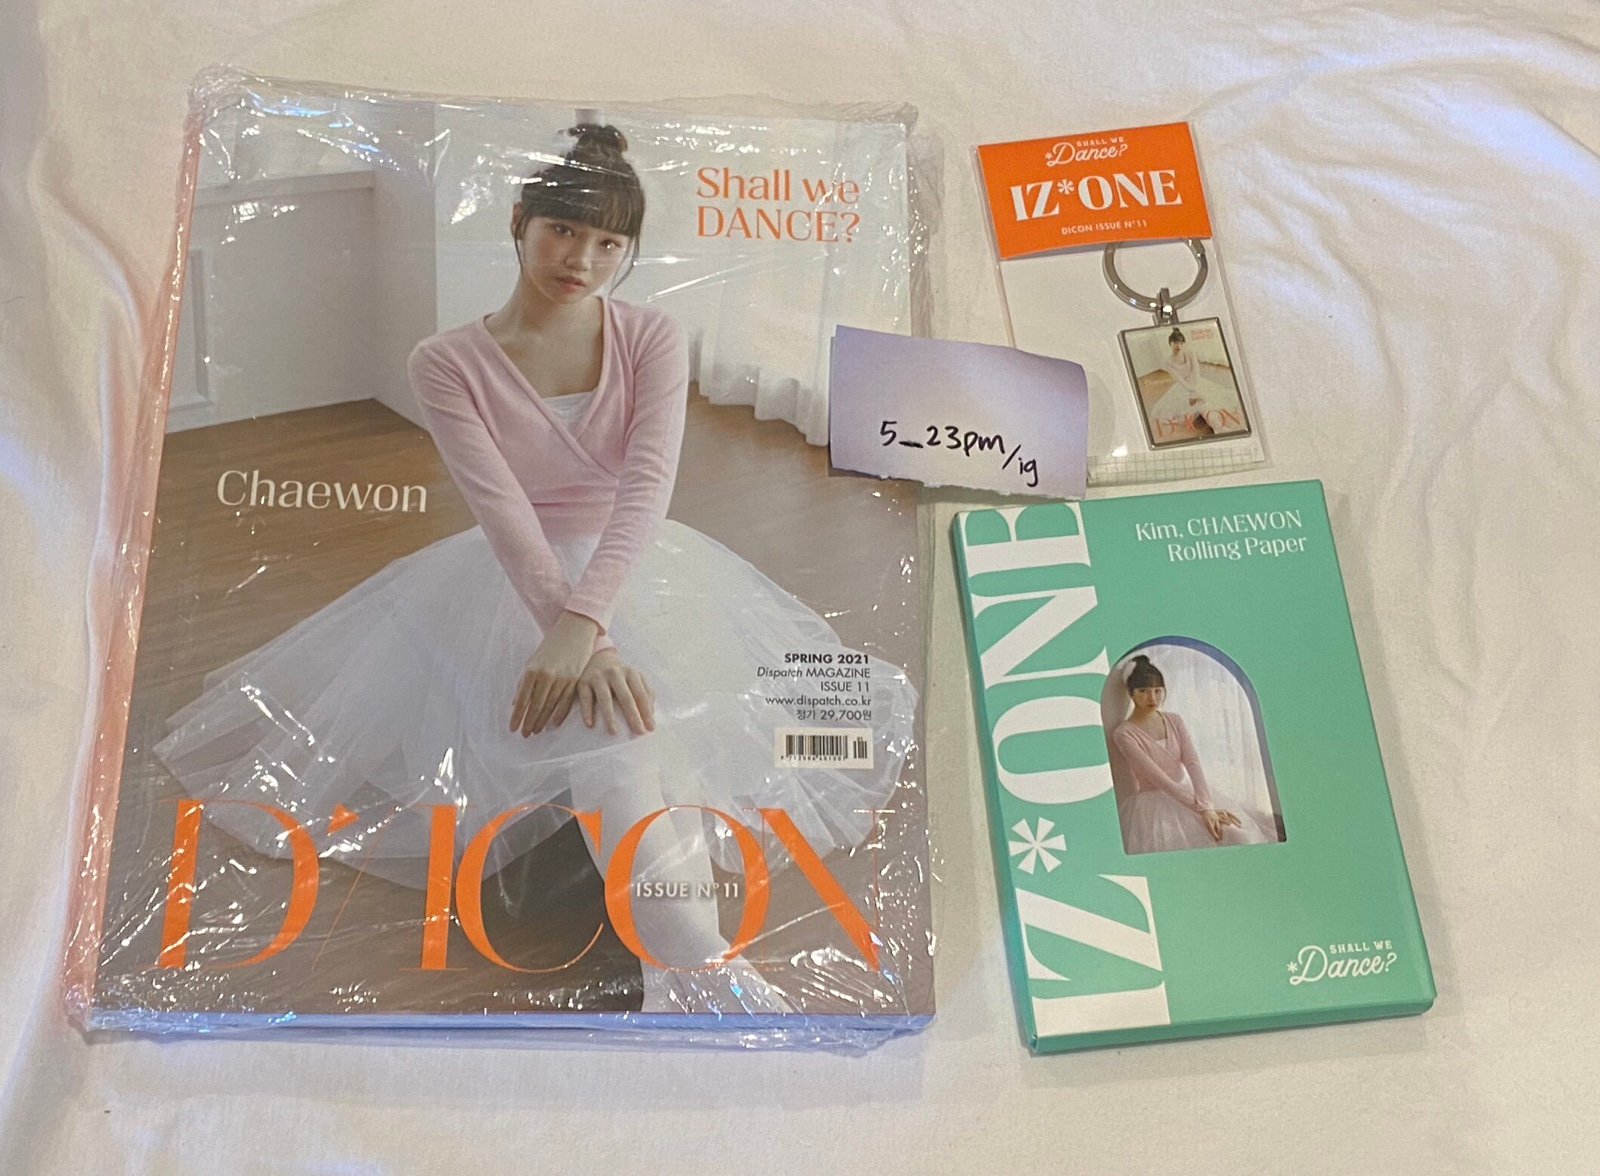 Shall we
DANCE?
Chaewon
SPRING 2021
Dispatch MAGAZINE
ISSUE 11
www.dispatch.co.kr
정가 29,700원
D'ICON
ISSUE N°11
SHALL WE
*Dance?
IZ*ONE
DICON ISSUE N°11
D'ICON
5_23pm/ig
Kim, CHAEWON
Rolling Paper
IZ*ONE
SHALL WE
*Dance?